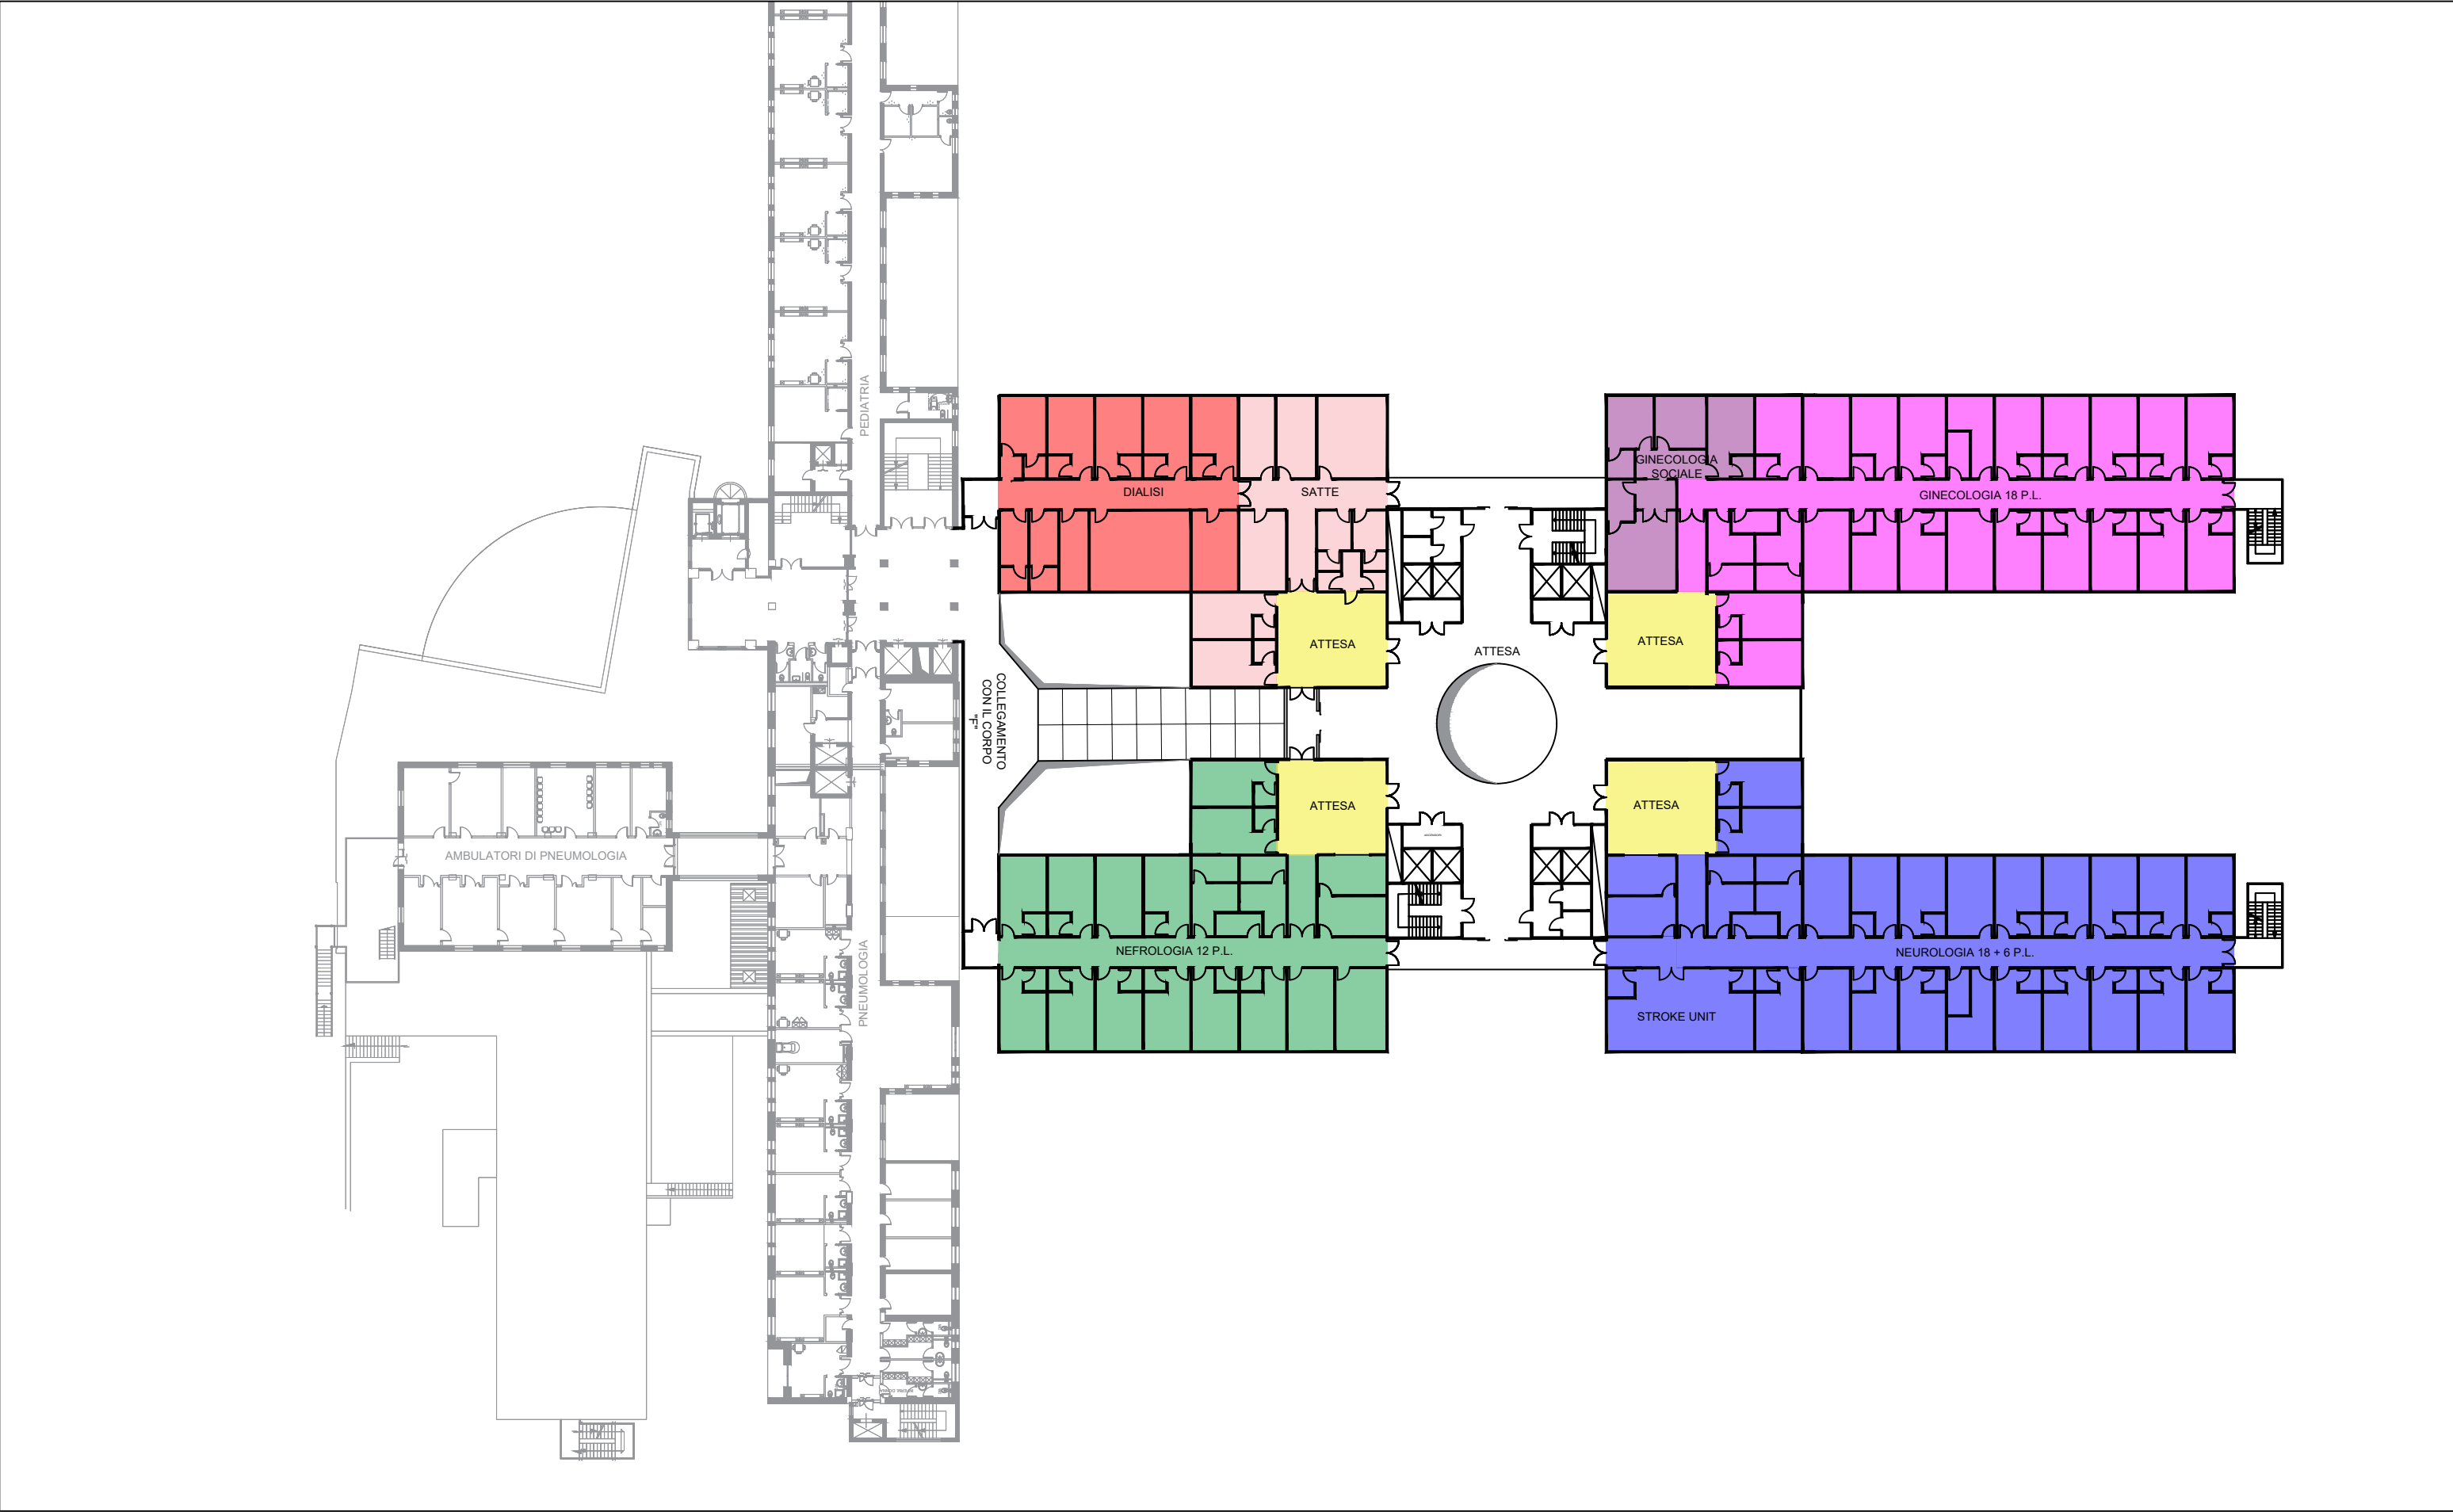 PEDIATRIA
DIALISI
SATTE
GINECOLOGIA
SOCIALE
GINECOLOGIA 18 P.L.
ATTESA
ATTESA
ATTESA
COLLEGAMENTO
CON IL CORPO
"F"
ATTESA
ATTESA
AMBULATORI DI PNEUMOLOGIA
PNEUMOLOGIA
NEFROLOGIA 12 P.L.
NEUROLOGIA 18 + 6 P.L.
STROKE UNIT